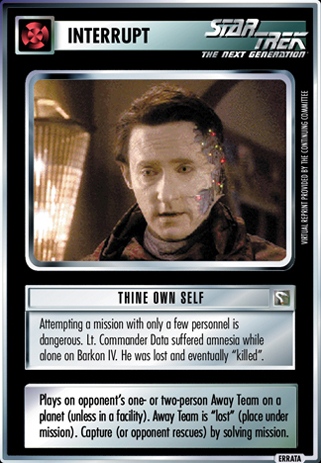 INTERRUPT
STAR TREK
THE NEXT GENERATION
VIRTUAL REPRINT PROVIDED BY THE CONTINUING COMMITTEE
THINE OWN SELF
Attempting a mission with only a few personnel is
dangerous. Lt. Commander Data suffered amnesia while
alone on Barkon IV. He was lost and eventually “killed”.
Plays on opponent's one- or two-person Away Team on a
planet (unless in a facility). Away Team is “lost” (place under
mission). Capture (or opponent rescues) by solving mission.
ERRATA